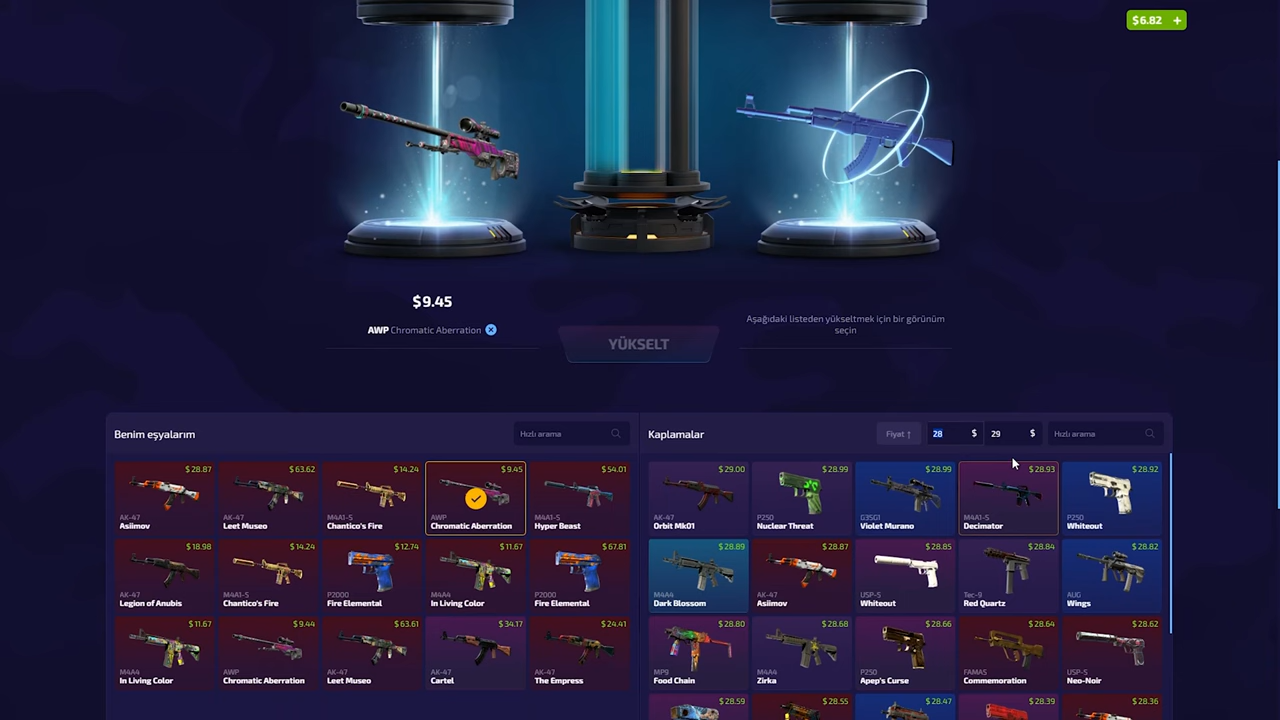 $6.82 +
$9.45
AWP Chromatic Aberration
Aşağıdaki listeden yükseltmek için bir görünüm
seçin
YÜKSELT
Benim eşyalarım
Hızlı arama
Kaplamalar
Fiyat ↑
28 $
29 $
Hızlı arama
$ 28.87
AK-47
Asiimov
$ 63.62
AK-47
Leet Museo
$ 14.24
M4A1-S
Chantico's Fire
$ 9.45
AWP
Chromatic Aberration
$ 54.01
M4A1-S
Hyper Beast
$ 18.98
AK-47
Legion of Anubis
$ 14.24
M4A1-S
Chantico's Fire
$ 12.74
P2000
Fire Elemental
$ 11.67
M4A4
In Living Color
$ 67.81
P2000
Fire Elemental
$ 11.67
M4A4
In Living Color
$ 9.44
AWP
Chromatic Aberration
$ 63.61
AK-47
Leet Museo
$ 34.17
AK-47
Cartel
$ 24.41
AK-47
The Empress
$ 29.00
AK-47
Orbit Mk01
$ 28.99
P250
Nuclear Threat
$ 28.99
G3SG1
Violet Murano
$ 28.93
M4A1-S
Decimator
$ 28.92
P250
Whiteout
$ 28.89
M4A4
Dark Blossom
$ 28.87
AK-47
Asiimov
$ 28.85
USP-S
Whiteout
$ 28.84
Tec-9
Red Quartz
$ 28.82
AUG
Wings
$ 28.80
MP9
Food Chain
$ 28.68
M4A4
Zirka
$ 28.66
P250
Apep's Curse
$ 28.64
FAMAS
Commemoration
$ 28.62
USP-S
Neo-Noir
$ 28.59
$ 28.55
$ 28.47
$ 28.39
$ 28.36